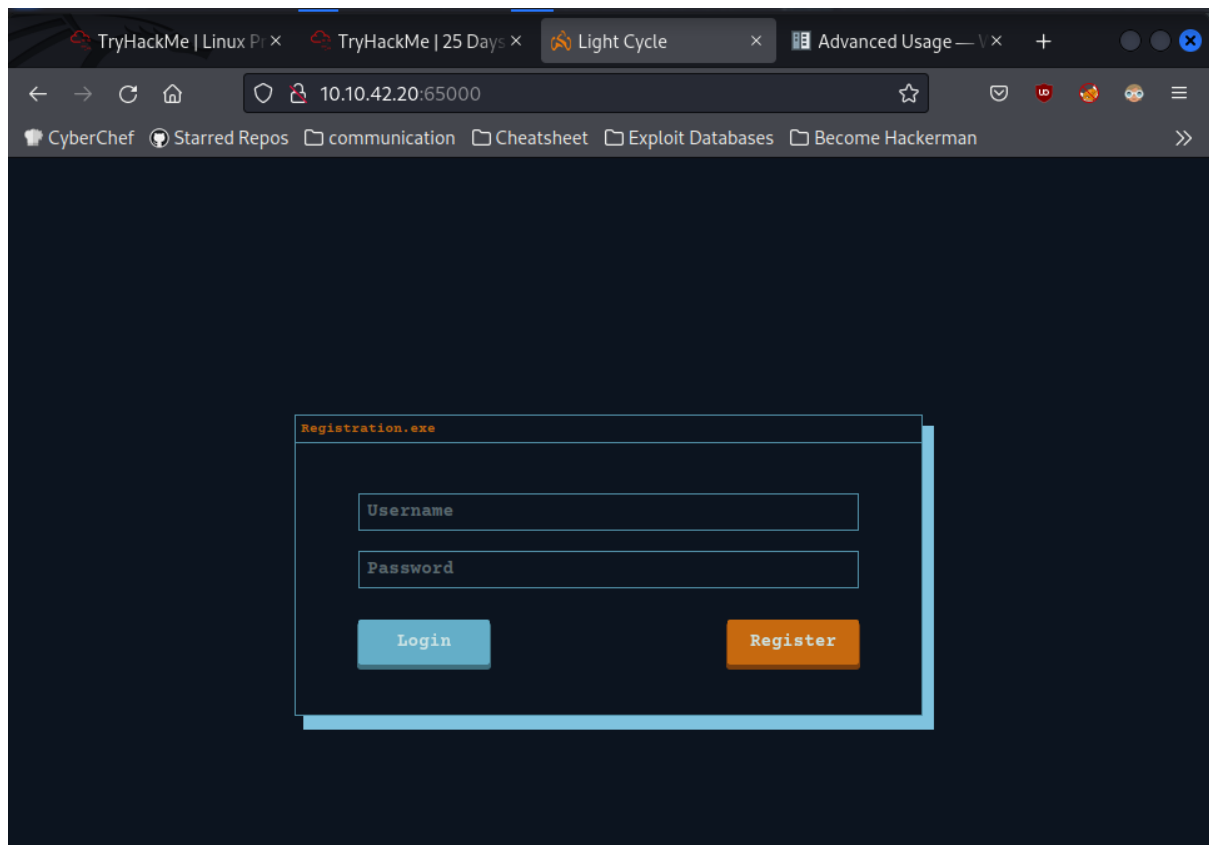 TryHackMe | Linux Pr TryHackMe | 25 Days Light Cycle Advanced Usage — V
10.10.42.20:65000
CyberChef Starred Repos communication Cheatsheet Exploit Databases Become Hackerman
Registration.exe
Username
Password
Login Register